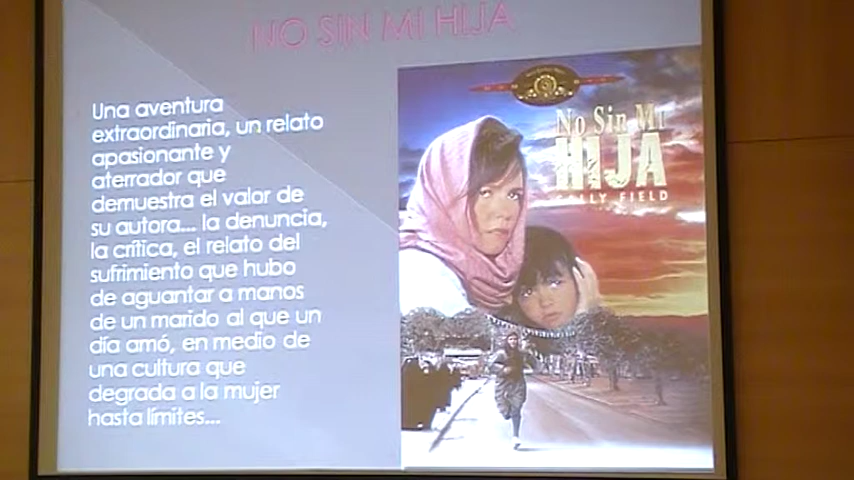 NO SIN MI HIJA
Una aventura
extraordinaria, un relato
apasionante y
aterrador que
demuestra el valor de
su autora... la denuncia,
la crítica, el relato del
sufrimiento que hubo
de aguantar a manos
de un marido al que un
día amó, en medio de
una cultura que
degrada a la mujer
hasta límites...
No Sin Mi
HIJA
SALLY FIELD